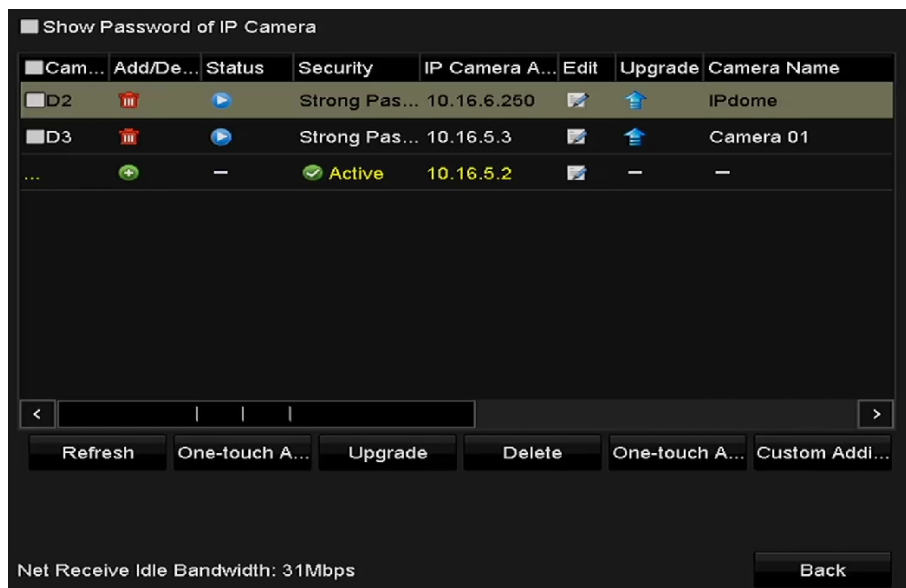 Show Password of IP Camera
Cam... Add/De... Status Security IP Camera A... Edit Upgrade Camera Name
D2 Strong Pas... 10.16.6.250 IPdome
D3 Strong Pas... 10.16.5.3 Camera 01
... – Active 10.16.5.2 – –
< >
Refresh One-touch A... Upgrade Delete One-touch A... Custom Addi...
Net Receive Idle Bandwidth: 31Mbps Back